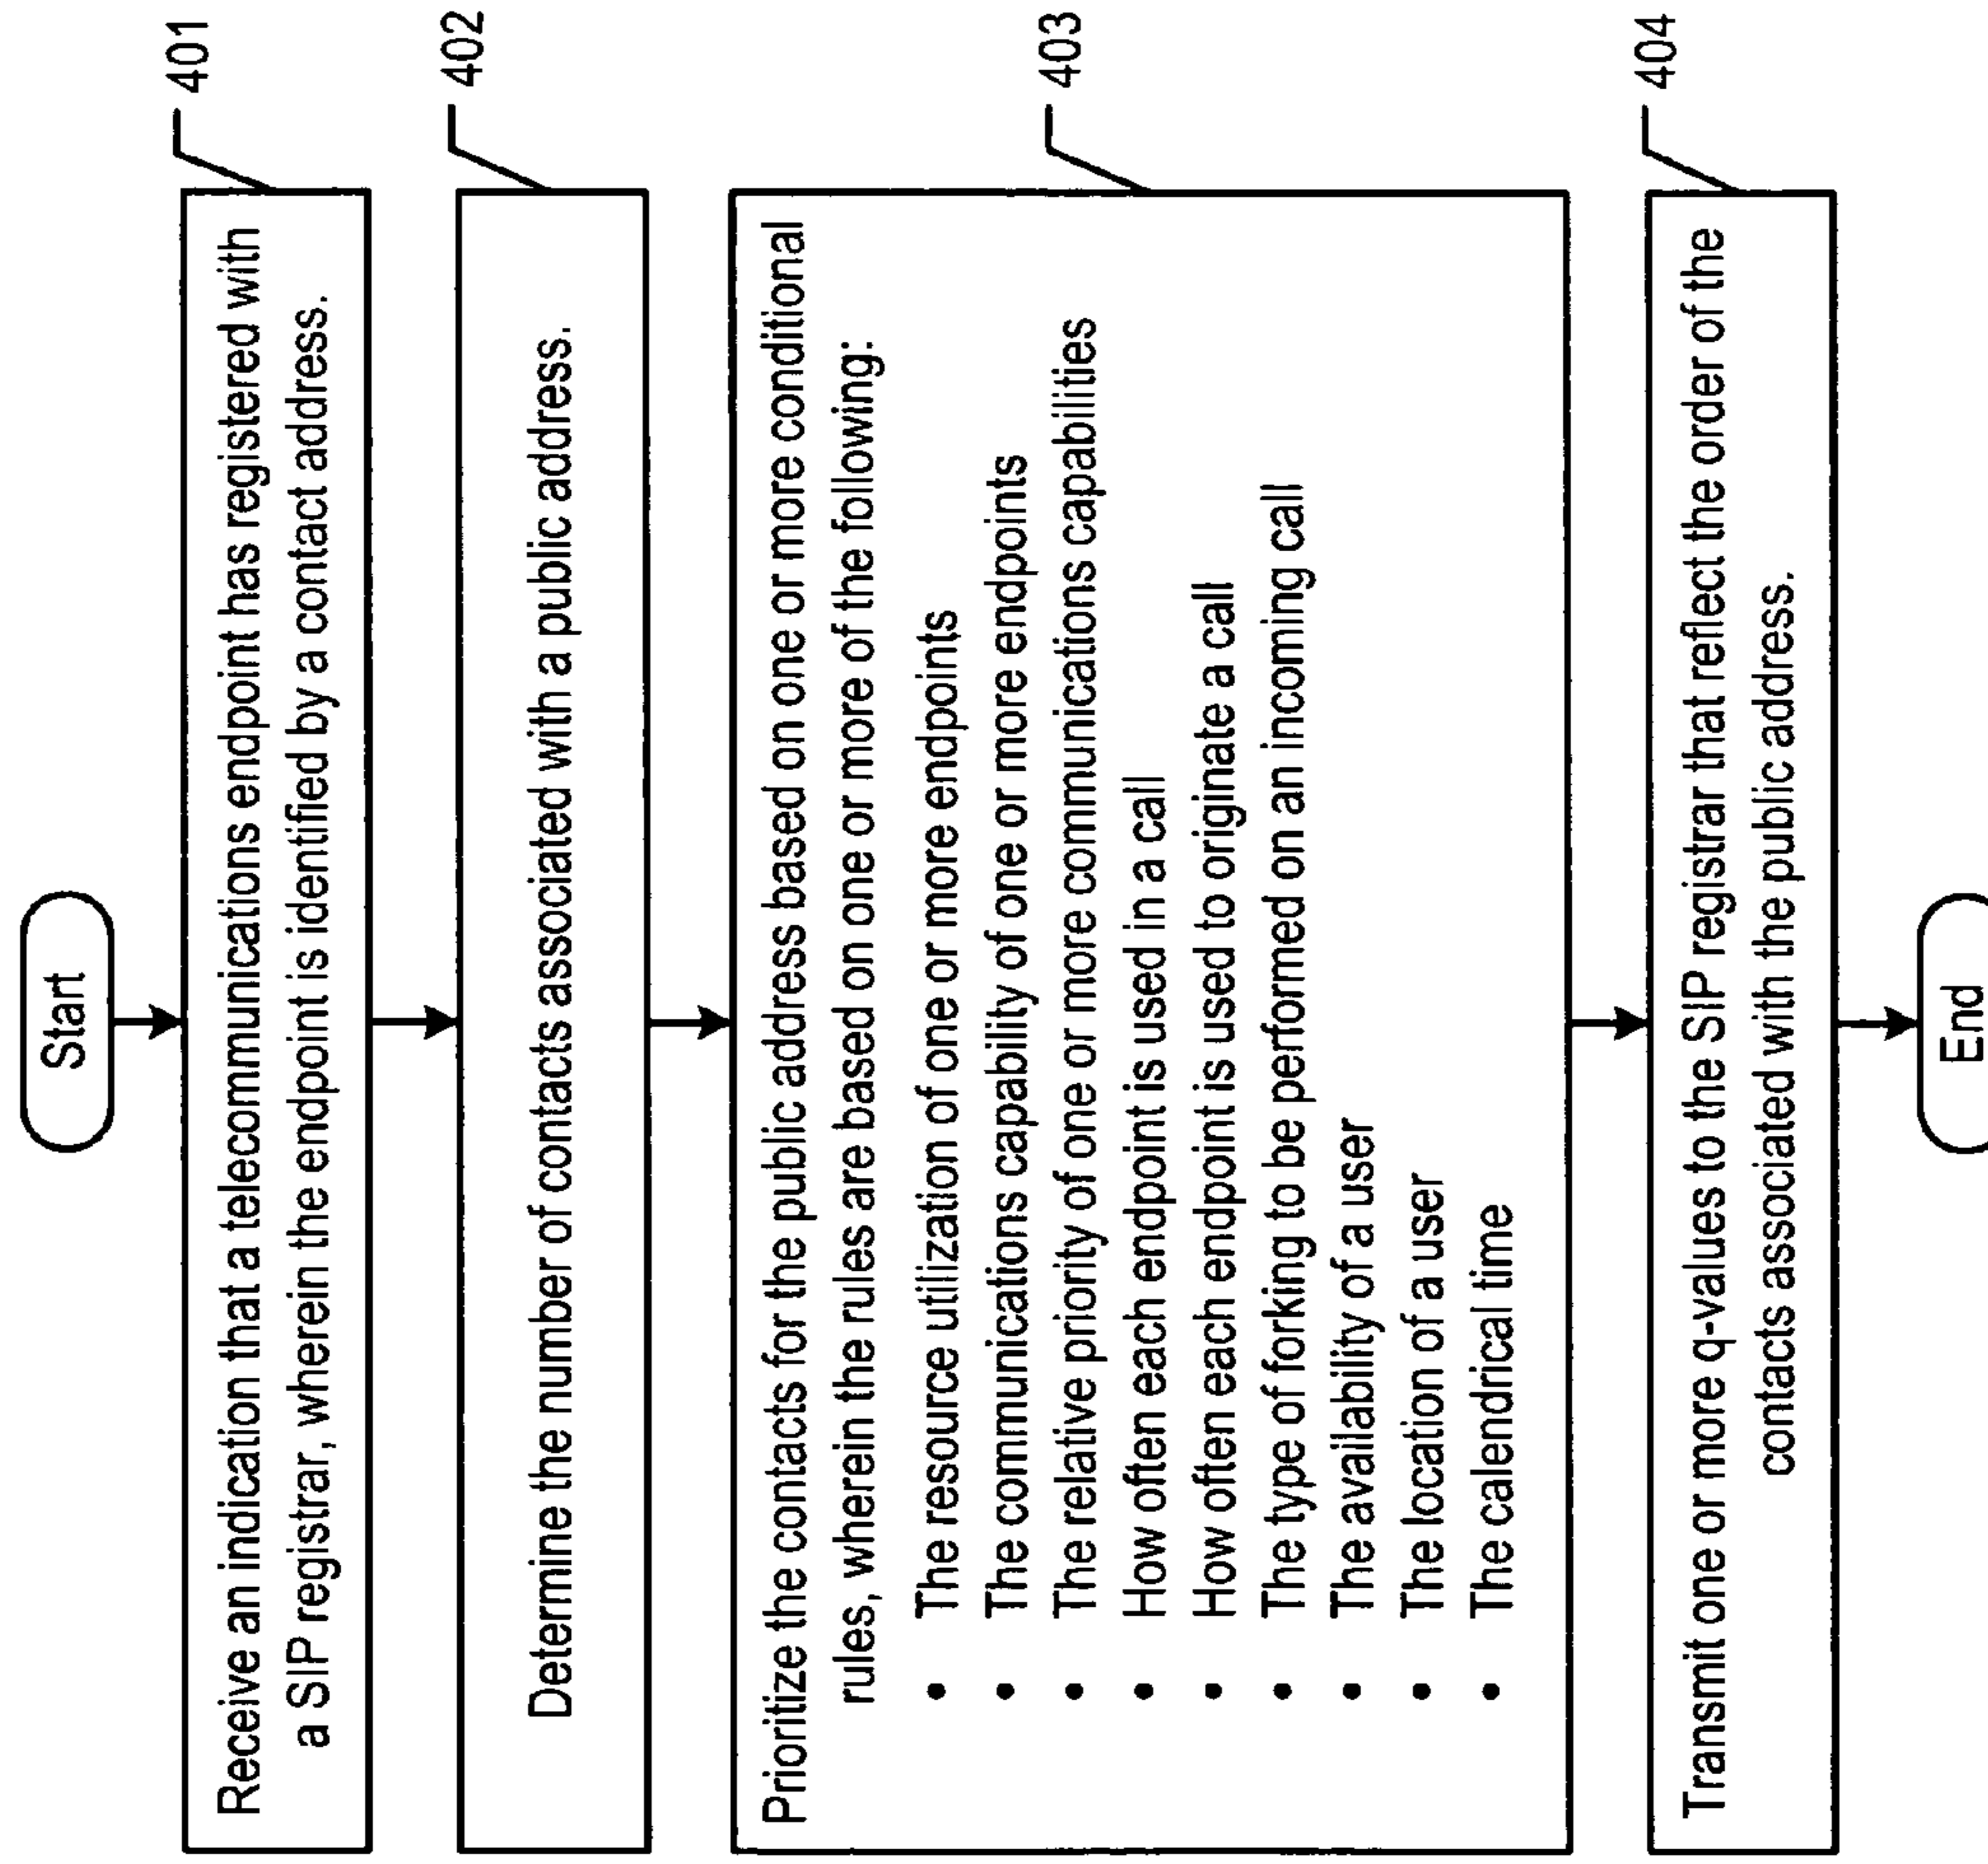 Start
401
Receive an indication that a telecommunications endpoint has registered with
a SIP registrar, wherein the endpoint is identified by a contact address.
402
Determine the number of contacts associated with a public address.
403
Prioritize the contacts for the public address based on one or more conditional
rules, wherein the rules are based on one or more of the following:
• The resource utilization of one or more endpoints
• The communications capability of one or more endpoints
• The relative priority of one or more communications capabilities
• How often each endpoint is used in a call
• How often each endpoint is used to originate a call
• The type of forking to be performed on an incoming call
• The availability of a user
• The location of a user
• The calendrical time
404
Transmit one or more q-values to the SIP registrar that reflect the order of the
contacts associated with the public address.
End